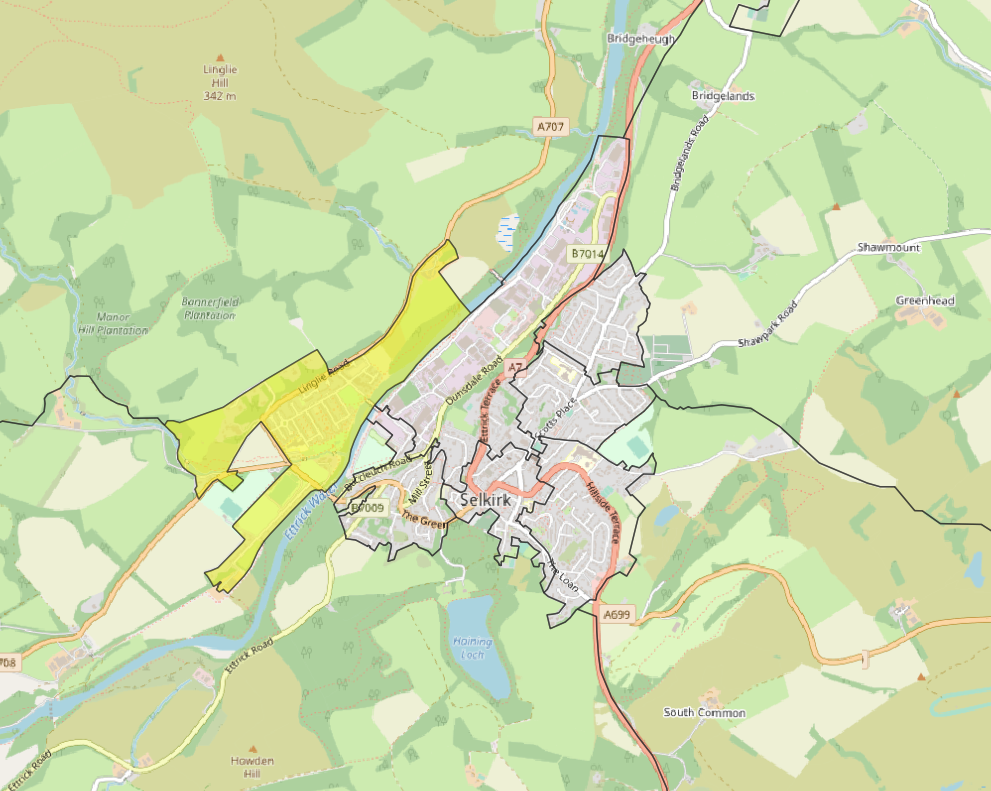 Bridgeheugh
Linglie
Hill
342 m
Bridgelands
A707
Bridgelands Road
Shawmount
B7014
Bannerfield
Plantation
Greenhead
Manor
Hill Plantation
Shawpark Road
Linglie Road
A7
Dunsdale Road
Ettrick Terrace
Scotts Place
Buccleuch Road
Mill Street
Selkirk
Hillside Terrace
Ettrick Water
B7009
The Green
The Loan
A699
Haining
Loch
Ettrick Road
708
South Common
Howden
Hill
Ettrick Road